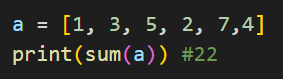 a = [1, 3, 5, 2, 7,4]
print(sum(a)) #22